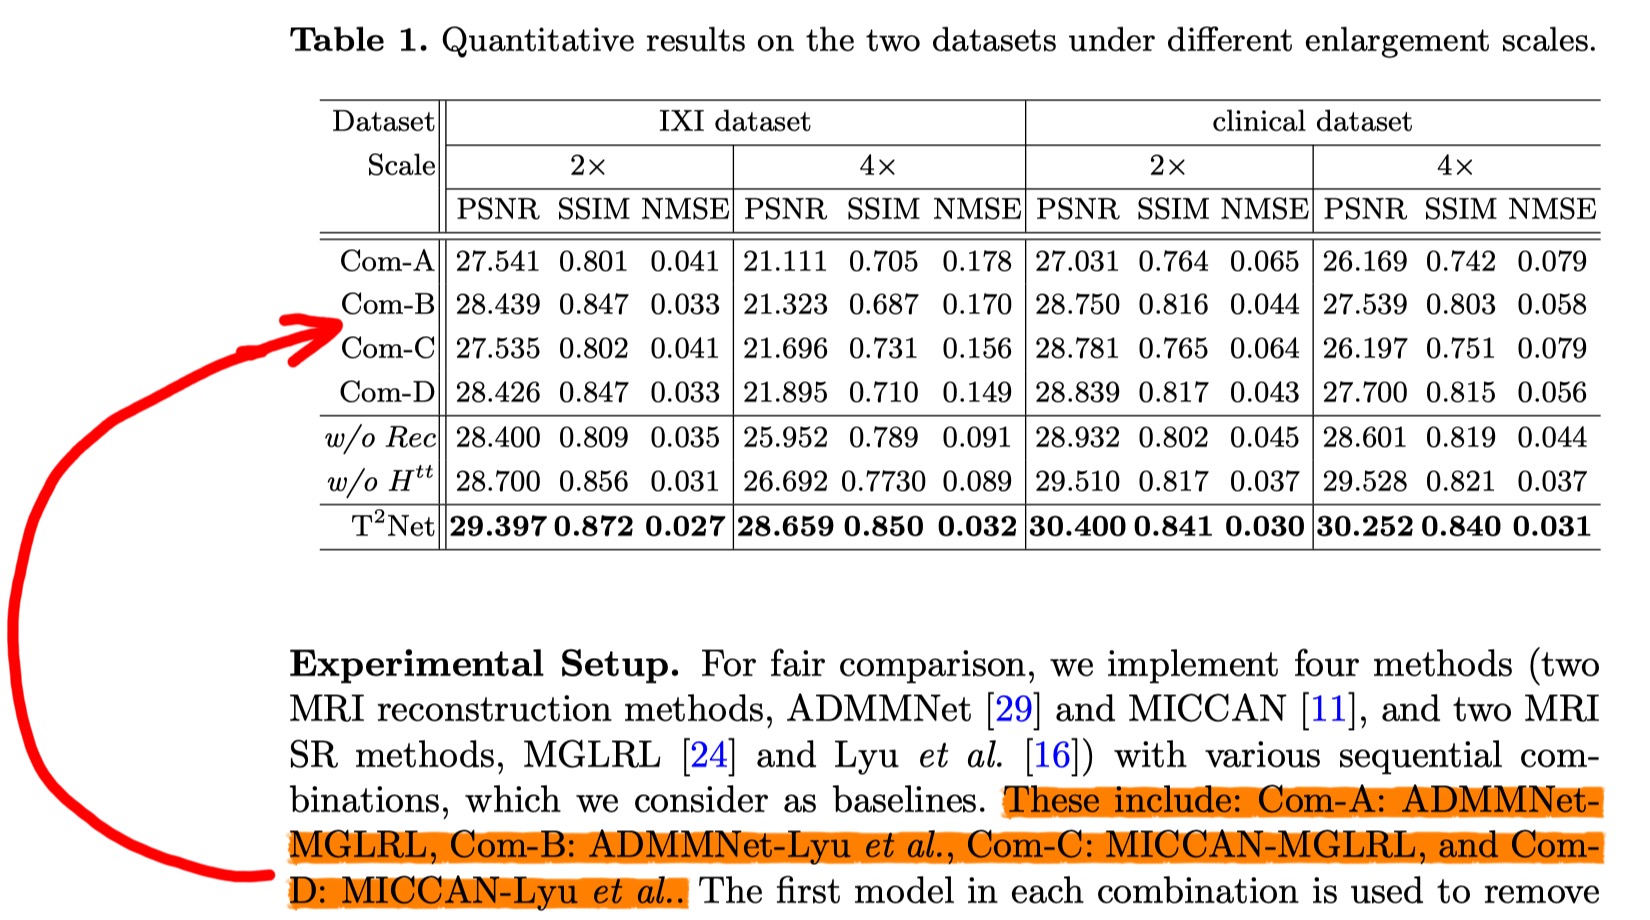 Table 1. Quantitative results on the two datasets under different enlargement scales.
Dataset IXI dataset clinical dataset
Scale 2× 4× 2× 4×
PSNR SSIM NMSE PSNR SSIM NMSE PSNR SSIM NMSE PSNR SSIM NMSE
Com-A 27.541 0.801 0.041 21.111 0.705 0.178 27.031 0.764 0.065 26.169 0.742 0.079
Com-B 28.439 0.847 0.033 21.323 0.687 0.170 28.750 0.816 0.044 27.539 0.803 0.058
Com-C 27.535 0.802 0.041 21.696 0.731 0.156 28.781 0.765 0.064 26.197 0.751 0.079
Com-D 28.426 0.847 0.033 21.895 0.710 0.149 28.839 0.817 0.043 27.700 0.815 0.056
w/o Rec 28.400 0.809 0.035 25.952 0.789 0.091 28.932 0.802 0.045 28.601 0.819 0.044
w/o Hᵗᵗ 28.700 0.856 0.031 26.692 0.7730 0.089 29.510 0.817 0.037 29.528 0.821 0.037
T²Net 29.397 0.872 0.027 28.659 0.850 0.032 30.400 0.841 0.030 30.252 0.840 0.031
Experimental Setup. For fair comparison, we implement four methods (two
MRI reconstruction methods, ADMMNet [29] and MICCAN [11], and two MRI
SR methods, MGLRL [24] and Lyu et al. [16]) with various sequential com-
binations, which we consider as baselines. These include: Com-A: ADMMNet-
MGLRL, Com-B: ADMMNet-Lyu et al., Com-C: MICCAN-MGLRL, and Com-
D: MICCAN-Lyu et al.. The first model in each combination is used to remove